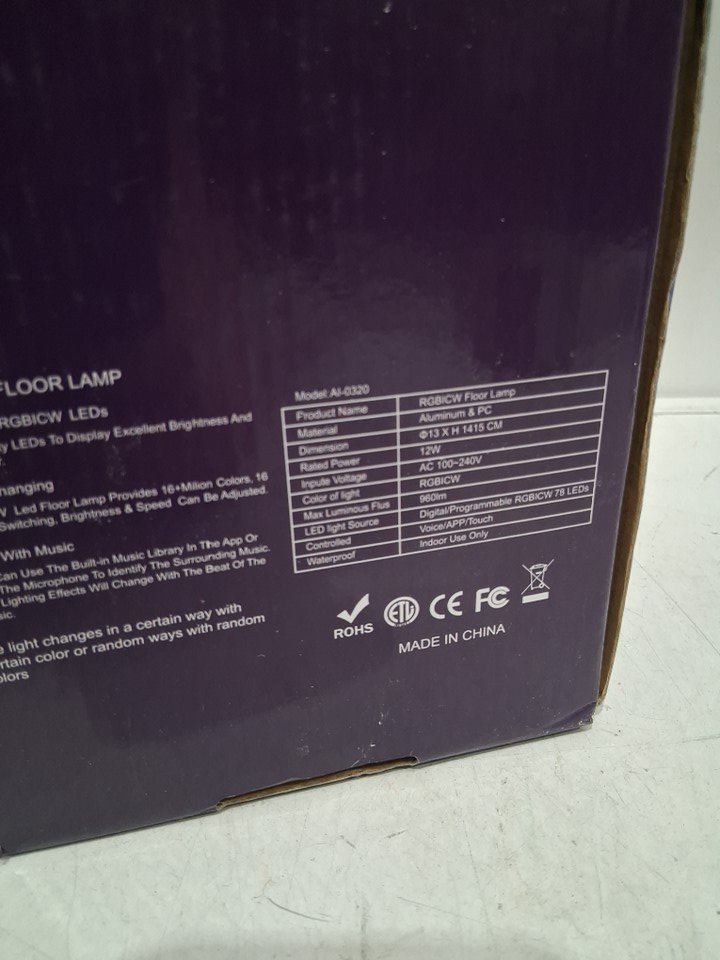 FLOOR LAMP
RGBICW LEDs
LEDs To Display Excellent Brightness And
hanging
Led Floor Lamp Provides 16+Milion Colors, 16
Switching, Brightness & Speed Can Be Adjusted.
With Music
Can Use The Built-in Music Library In The App Or
The Microphone To Identify The Surrounding Music.
Lighting Effects Will Change With The Beat Of The
sic.
e light changes in a certain way with
rtain color or random ways with random
olors
Model: AI-0320
Product Name RGBICW Floor Lamp
Material Aluminum & PC
Dimension Φ13 X H 1415 CM
Rated Power 12W
Inpute Voltage AC 100~240V
Color of light RGBICW
Max Luminous Flus 960lm
LED light Source Digital/Programmable RGBICW 78 LEDs
Controlled Voice/APP/Touch
Waterproof Indoor Use Only
ROHS ETL CE FC
MADE IN CHINA